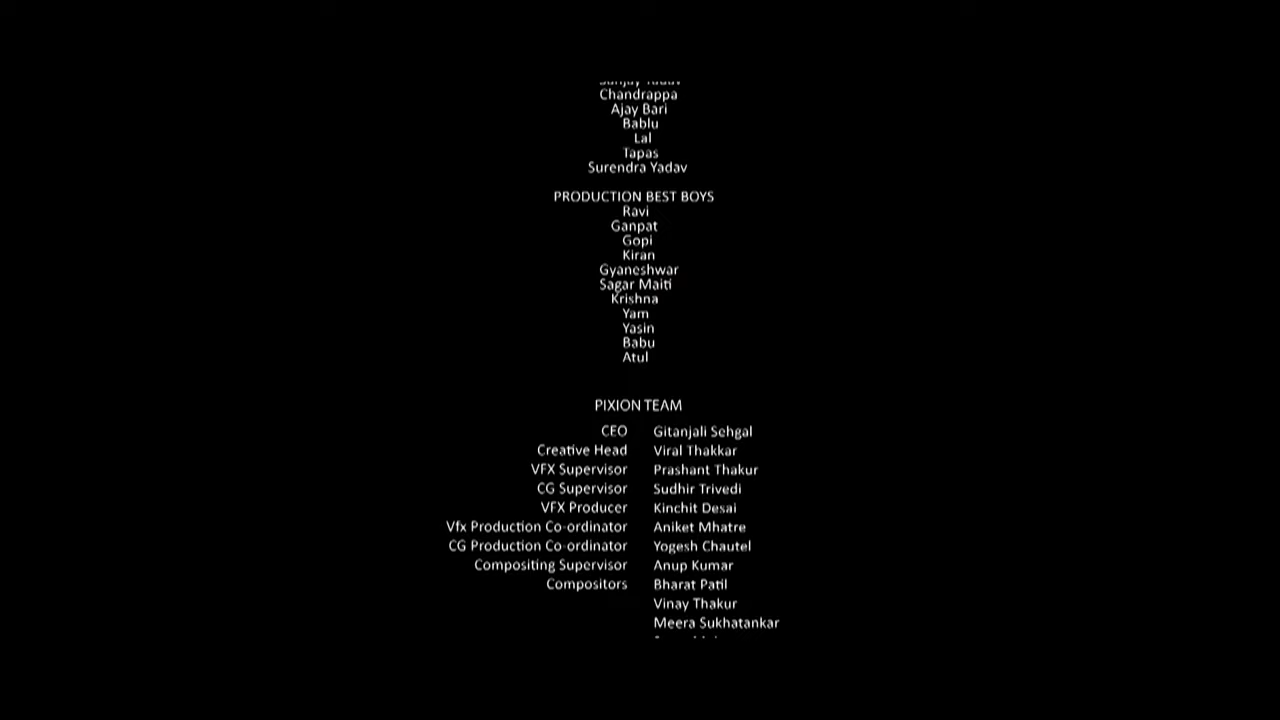 Chandrappa
Ajay Bari
Bablu
Lal
Tapas
Surendra Yadav
PRODUCTION BEST BOYS
Ravi
Ganpat
Gopi
Kiran
Gyaneshwar
Sagar Maiti
Krishna
Yam
Yasin
Babu
Atul
PIXION TEAM
CEO Gitanjali Sehgal
Creative Head Viral Thakkar
VFX Supervisor Prashant Thakur
CG Supervisor Sudhir Trivedi
VFX Producer Kinchit Desai
Vfx Production Co-ordinator Aniket Mhatre
CG Production Co-ordinator Yogesh Chautel
Compositing Supervisor Anup Kumar
Compositors Bharat Patil
Vinay Thakur
Meera Sukhatankar